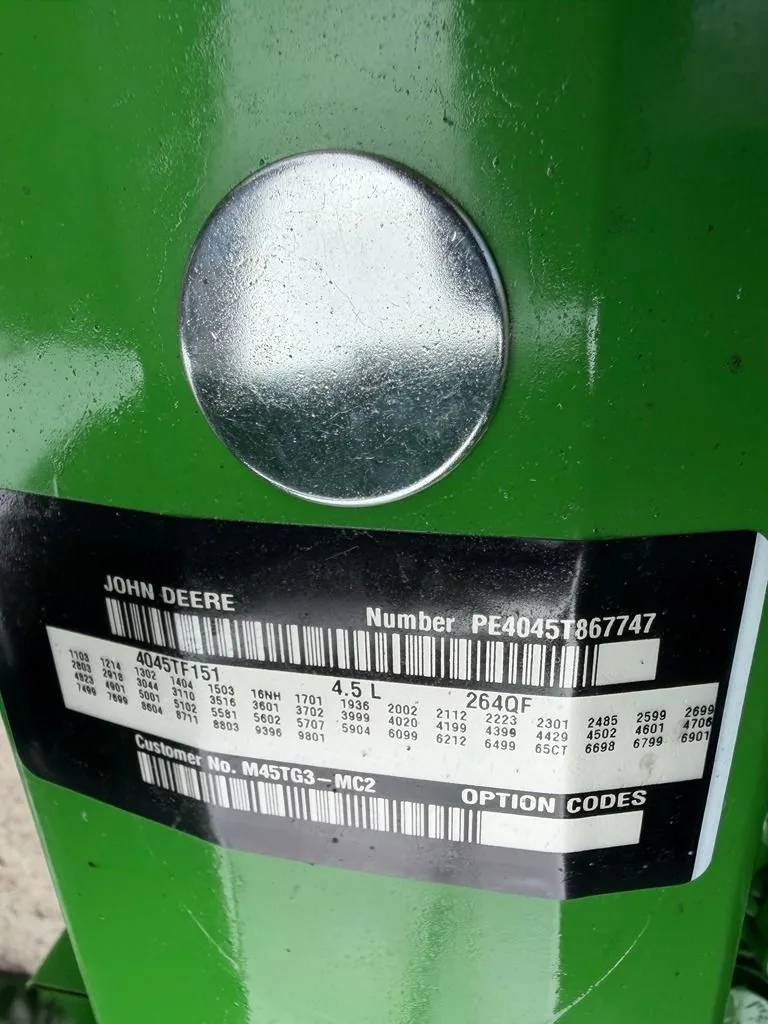 JOHN DEERE
Number PE4045T867747
4045TF151 4.5 L 264QF
1103 1214 1302 1404 1503 16NH 1701 1936 2002 2112 2223 2301 2485 2599 2699
2803 2918 3044 3110 3516 3601 3702 3999 4020 4199 4399 4429 4502 4601 4706
4823 4901 5001 5102 5581 5602 5707 5904 6099 6212 6499 65CT 6698 6799 6901
7499 7699 8604 8711 8803 9396 9801
Customer No. M45TG3-MC2
OPTION CODES